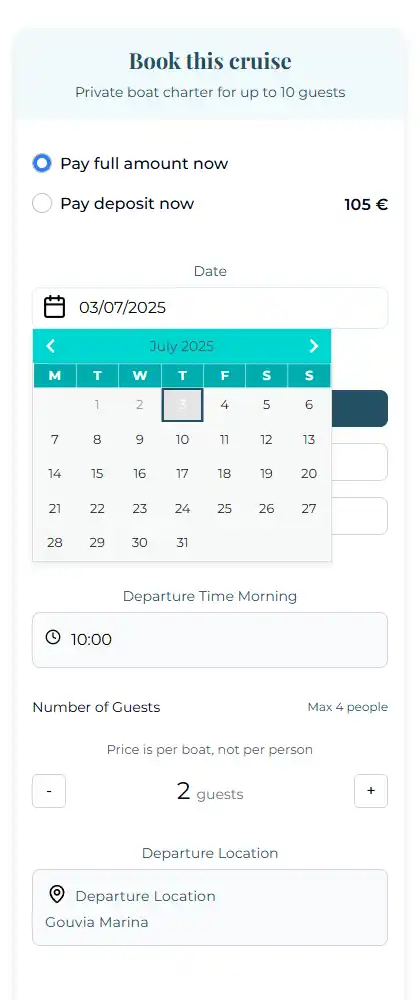 Book this cruise
Private boat charter for up to 10 guests
Pay full amount now
Pay deposit now 105 €
Date
03/07/2025
July 2025
M T W T F S S
1 2 3 4 5 6
7 8 9 10 11 12 13
14 15 16 17 18 19 20
21 22 23 24 25 26 27
28 29 30 31
Departure Time Morning
10:00
Number of Guests Max 4 people
Price is per boat, not per person
- 2 guests +
Departure Location
Departure Location
Gouvia Marina